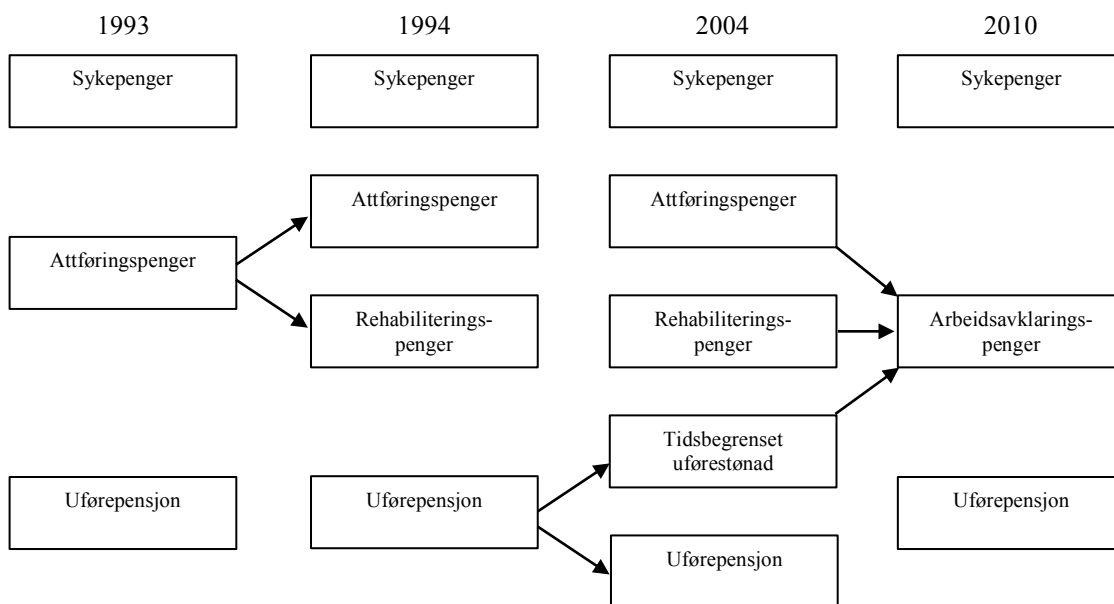 1993
1994
2004
2010
Sykepenger
Sykepenger
Sykepenger
Sykepenger
Attføringspenger
Attføringspenger
Attføringspenger
Rehabiliterings-
penger
Rehabiliterings-
penger
Arbeidsavklarings-
penger
Tidsbegrenset
uførestønad
Uførepensjon
Uførepensjon
Uførepensjon
Uførepensjon